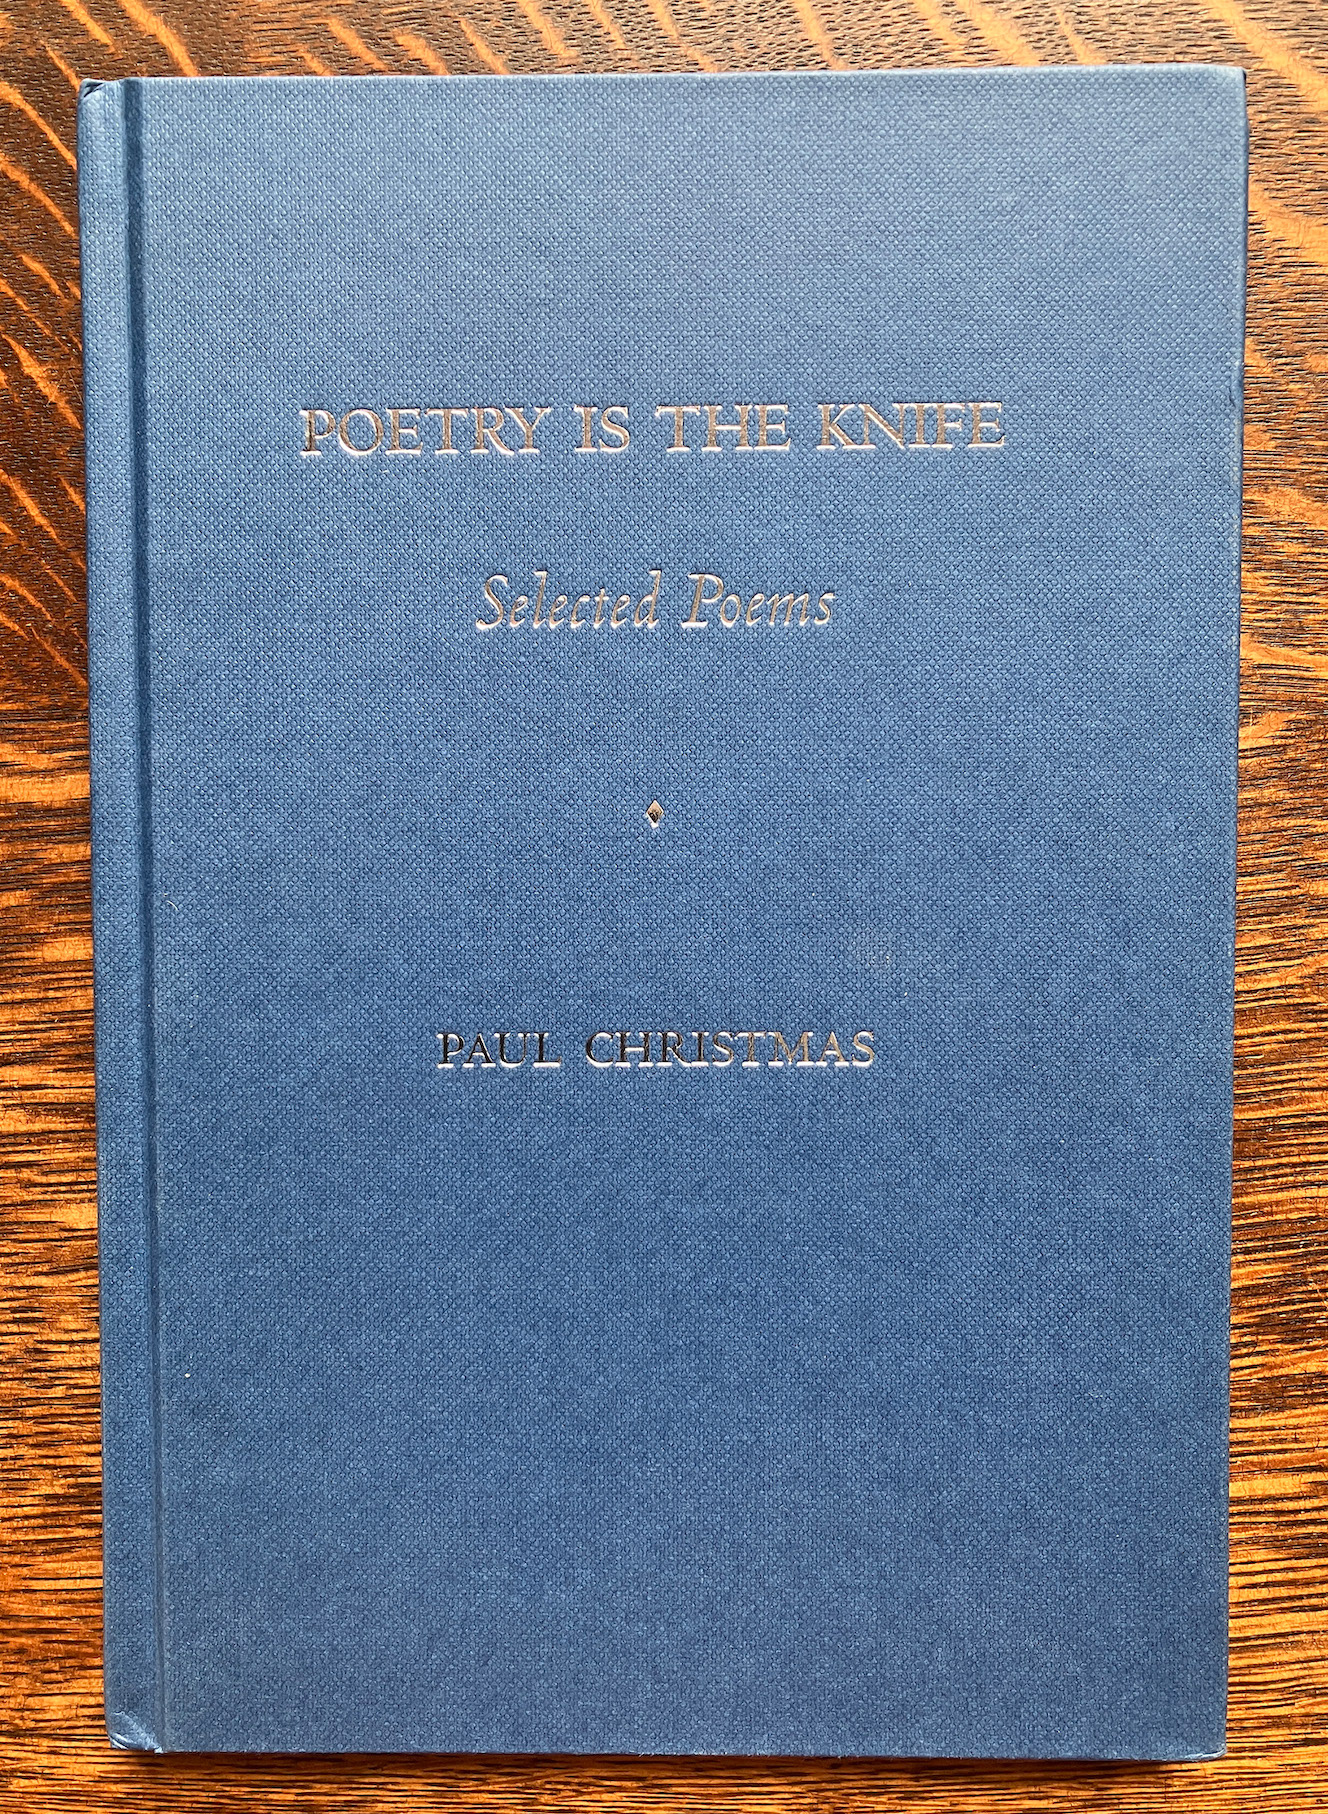 POETRY IS THE KNIFE
Selected Poems
PAUL CHRISTMAS